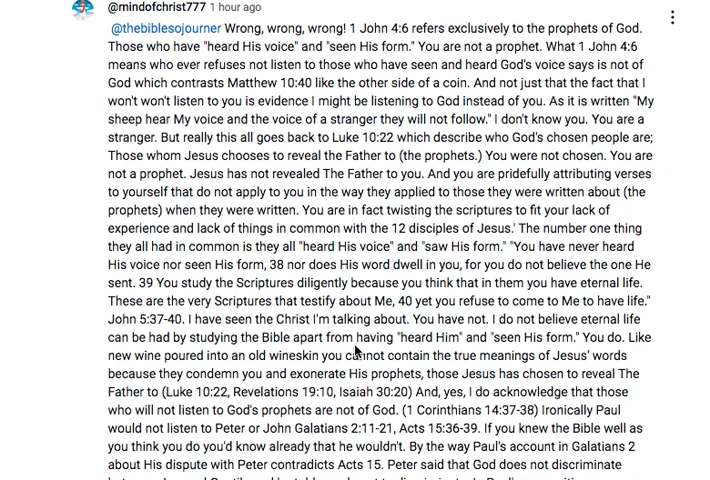 @mindofchrist777 1 hour ago
@thebiblesojourner Wrong, wrong, wrong! 1 John 4:6 refers exclusively to the prophets of God.
Those who have "heard His voice" and "seen His form." You are not a prophet. What 1 John 4:6
means who ever refuses not listen to those who have seen and heard God's voice says is not of
God which contrasts Matthew 10:40 like the other side of a coin. And not just that the fact that I
won't won't listen to you is evidence I might be listening to God instead of you. As it is written "My
sheep hear My voice and the voice of a stranger they will not follow." I don't know you. You are a
stranger. But really this all goes back to Luke 10:22 which describe who God's chosen people are;
Those whom Jesus chooses to reveal the Father to (the prophets.) You were not chosen. You are
not a prophet. Jesus has not revealed The Father to you. And you are pridefully attributing verses
to yourself that do not apply to you in the way they applied to those they were written about (the
prophets) when they were written. You are in fact twisting the scriptures to fit your lack of
experience and lack of things in common with the 12 disciples of Jesus.' The number one thing
they all had in common is they all "heard His voice" and "saw His form." "You have never heard
His voice nor seen His form, 38 nor does His word dwell in you, for you do not believe the one He
sent. 39 You study the Scriptures diligently because you think that in them you have eternal life.
These are the very Scriptures that testify about Me, 40 yet you refuse to come to Me to have life."
John 5:37-40. I have seen the Christ I'm talking about. You have not. I do not believe eternal life
can be had by studying the Bible apart from having "heard Him" and "seen His form." You do. Like
new wine poured into an old wineskin you cannot contain the true meanings of Jesus' words
because they condemn you and exonerate His prophets, those Jesus has chosen to reveal The
Father to (Luke 10:22, Revelations 19:10, Isaiah 30:20) And, yes, I do acknowledge that those
who will not listen to God's prophets are not of God. (1 Corinthians 14:37-38) Ironically Paul
would not listen to Peter or John Galatians 2:11-21, Acts 15:36-39. If you knew the Bible well as
you think you do you'd know already that he wouldn't. By the way Paul's account in Galatians 2
about His dispute with Peter contradicts Acts 15. Peter said that God does not discriminate